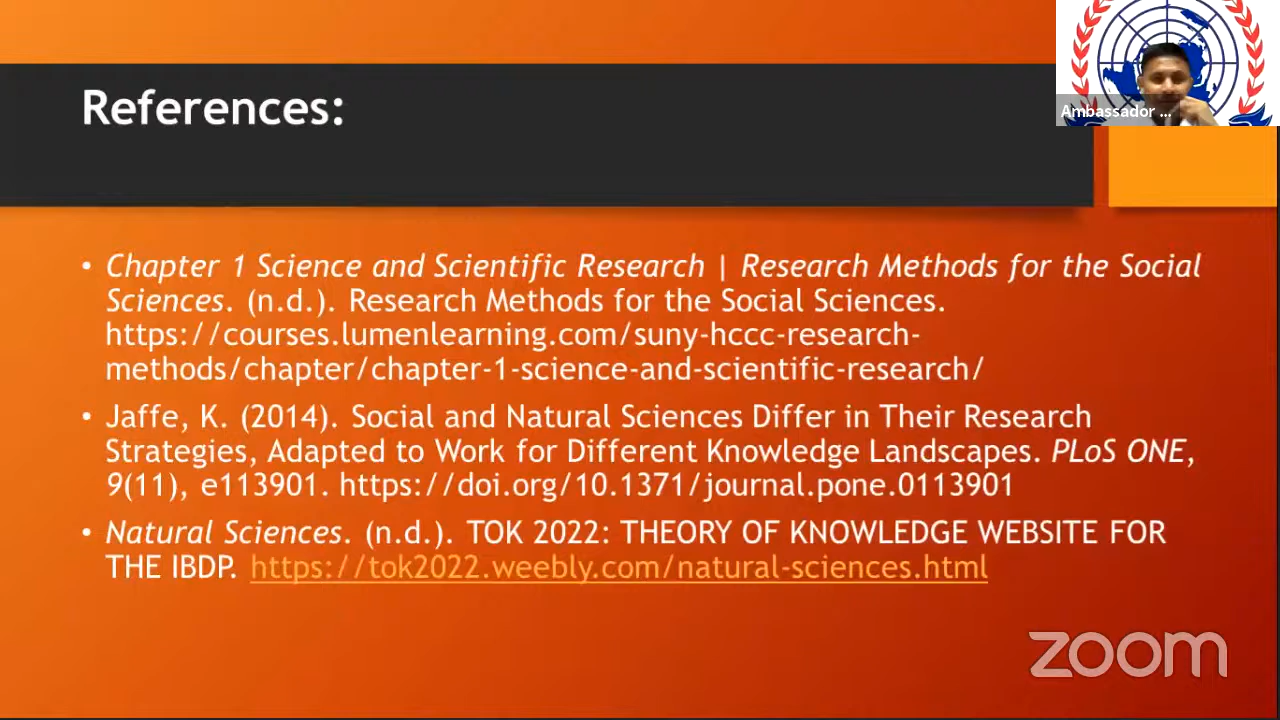 References:
Ambassador ...
• Chapter 1 Science and Scientific Research | Research Methods for the Social
Sciences. (n.d.). Research Methods for the Social Sciences.
https://courses.lumenlearning.com/suny-hccc-research-
methods/chapter/chapter-1-science-and-scientific-research/
• Jaffe, K. (2014). Social and Natural Sciences Differ in Their Research
Strategies, Adapted to Work for Different Knowledge Landscapes. PLoS ONE,
9(11), e113901. https://doi.org/10.1371/journal.pone.0113901
• Natural Sciences. (n.d.). TOK 2022: THEORY OF KNOWLEDGE WEBSITE FOR
THE IBDP. https://tok2022.weebly.com/natural-sciences.html
zoom